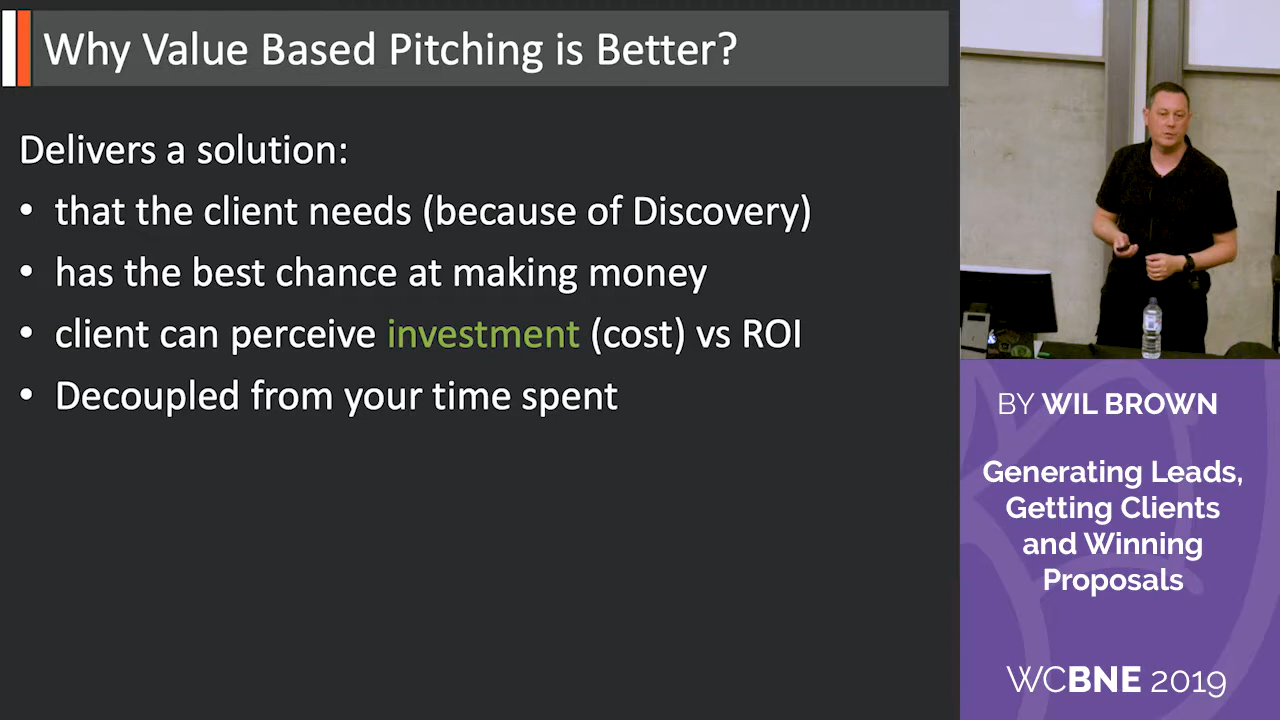 Why Value Based Pitching is Better?
Delivers a solution:
• that the client needs (because of Discovery)
• has the best chance at making money
• client can perceive investment (cost) vs ROI
• Decoupled from your time spent
BY WIL BROWN
Generating Leads,
Getting Clients
and Winning
Proposals
WCBNE 2019